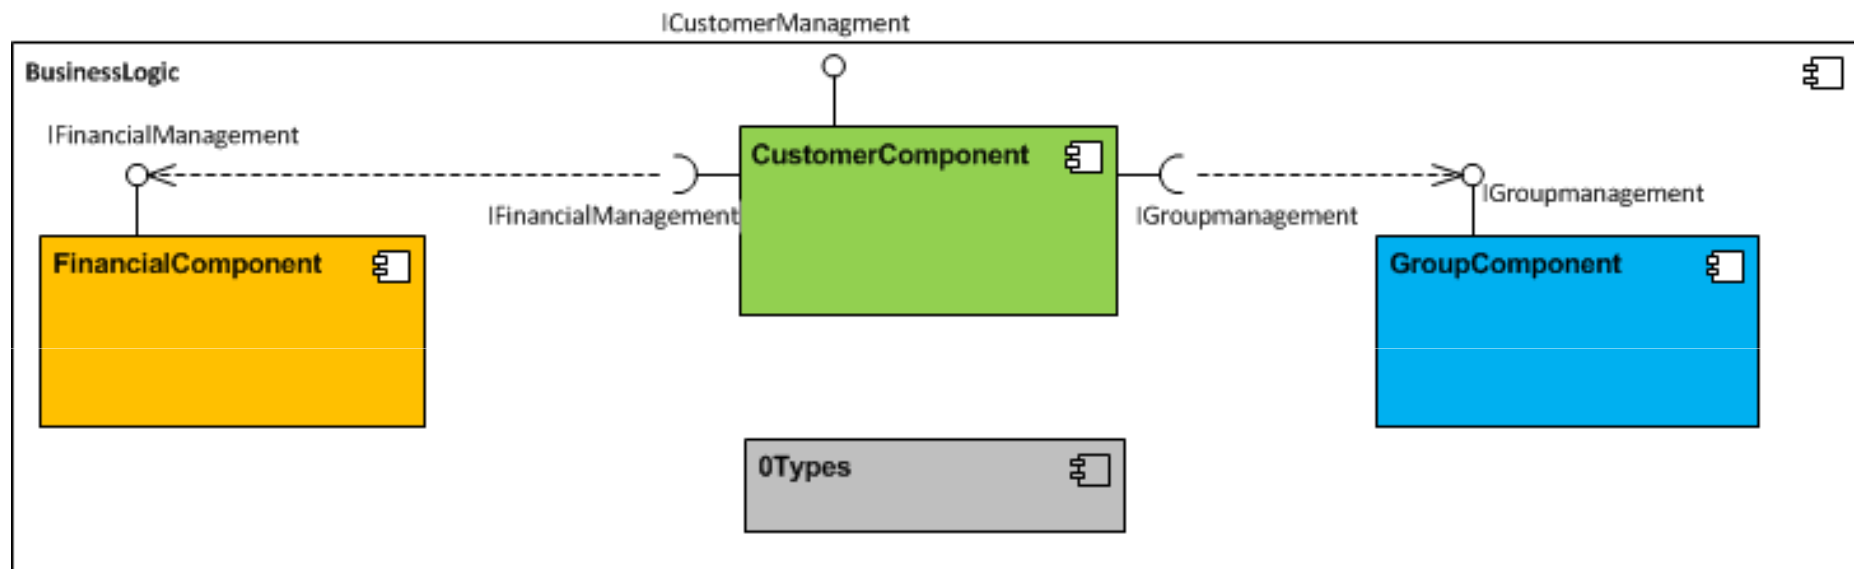 ICustomerManagment
BusinessLogic
IFinancialManagement
CustomerComponent
IFinancialManagement
IGroupmanagement
IGroupmanagement
FinancialComponent
GroupComponent
0Types